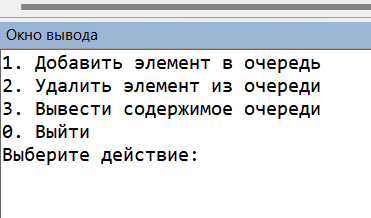 Окно вывода
1. Добавить элемент в очередь
2. Удалить элемент из очереди
3. Вывести содержимое очереди
0. Выйти
Выберите действие: